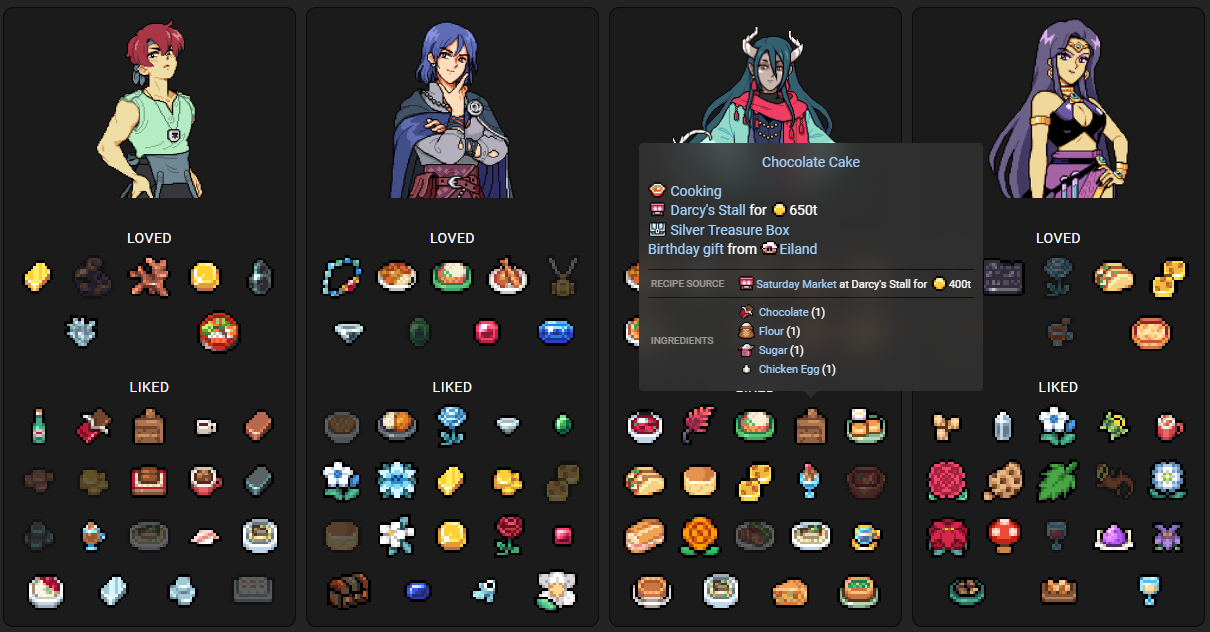 LOVED
LIKED
LOVED
LIKED
Chocolate Cake
Cooking
Darcy's Stall for 650t
Silver Treasure Box
Birthday gift from Eiland
RECIPE SOURCE
Saturday Market at Darcy's Stall for 400t
INGREDIENTS
Chocolate (1)
Flour (1)
Sugar (1)
Chicken Egg (1)
LIKED
LOVED
LIKED